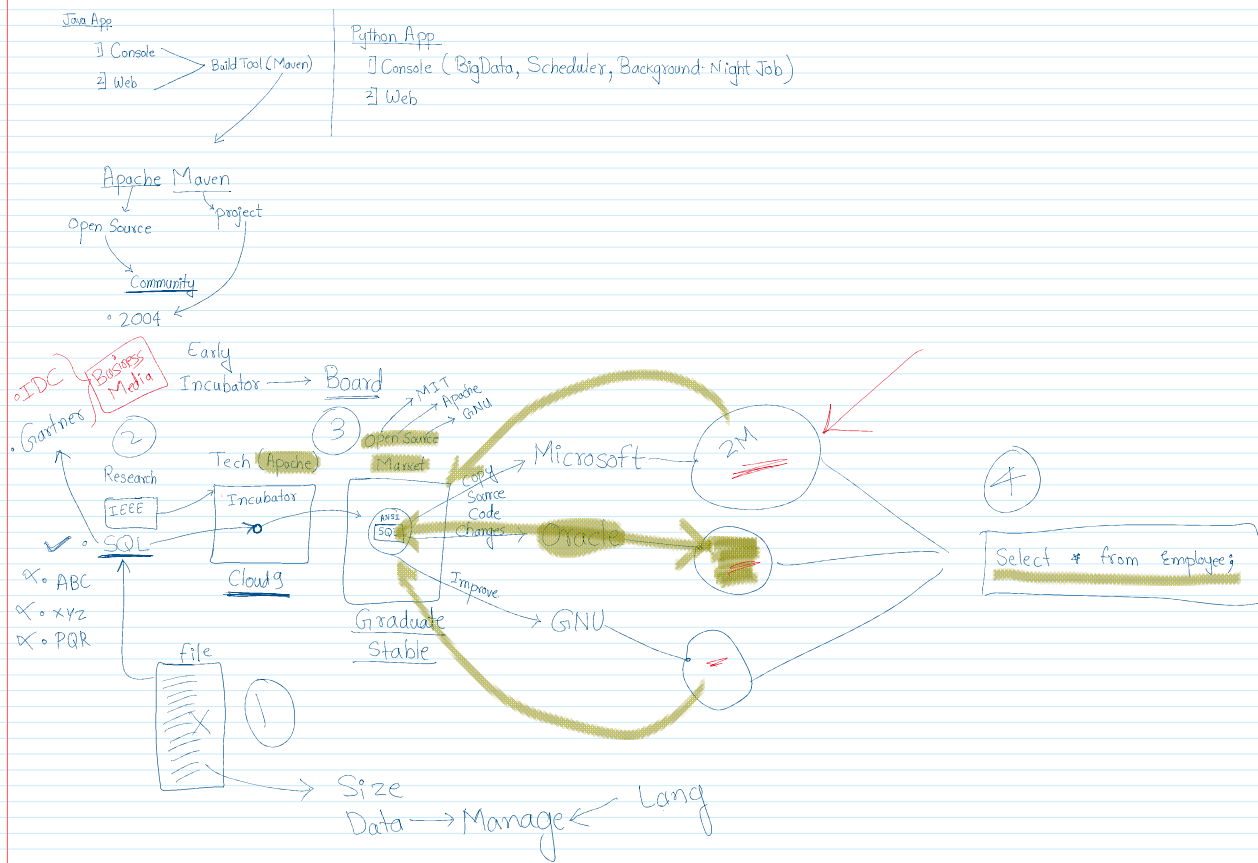 Java App
1] Console
2] Web
Build Tool (Maven)
Python App
1] Console (BigData, Scheduler, Background-Night Job)
2] Web
Apache Maven
Open Source
project
Community
• 2004
Early
Incubator
Board
• IDC
Business
Media
• Gartner
2
3
MIT
Apache
GNU
Open Source
Market
Tech (Apache)
Research
IEEE
Incubator
• SQL
Cloud9
• ABC
• XYZ
• PQR
ANSI
SQL
Graduate
Stable
Copy
Source
Code
Changes
Improve
Microsoft
Oracle
GNU
2M
4
Select * from Employee;
file
X
1
Size
Data
Manage
Lang